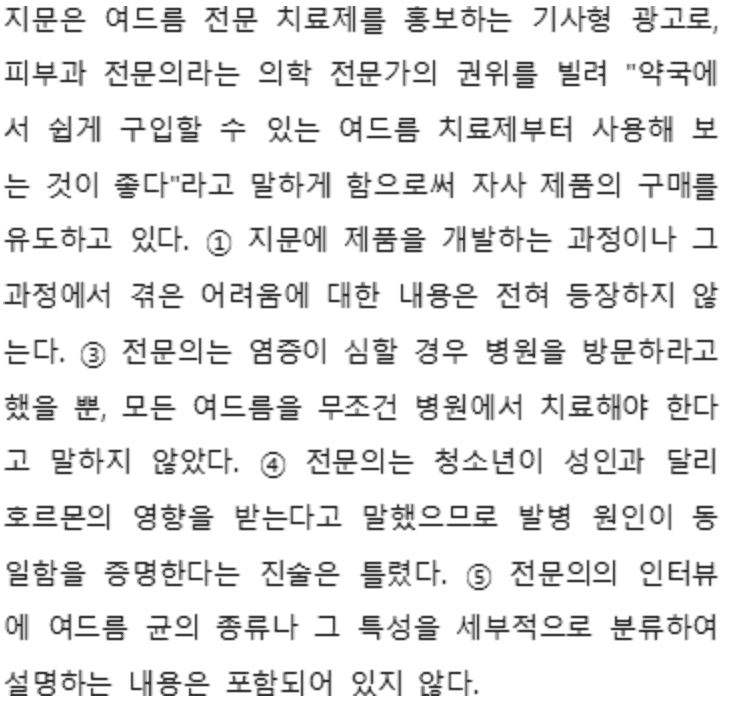 지문은 여드름 전문 치료제를 홍보하는 기사형 광고로,
피부과 전문의라는 의학 전문가의 권위를 빌려 "약국에
서 쉽게 구입할 수 있는 여드름 치료제부터 사용해 보
는 것이 좋다"라고 말하게 함으로써 자사 제품의 구매를
유도하고 있다. ① 지문에 제품을 개발하는 과정이나 그
과정에서 겪은 어려움에 대한 내용은 전혀 등장하지 않
는다. ③ 전문의는 염증이 심할 경우 병원을 방문하라고
했을 뿐, 모든 여드름을 무조건 병원에서 치료해야 한다
고 말하지 않았다. ④ 전문의는 청소년이 성인과 달리
호르몬의 영향을 받는다고 말했으므로 발병 원인이 동
일함을 증명한다는 진술은 틀렸다. ⑤ 전문의의 인터뷰
에 여드름 균의 종류나 그 특성을 세부적으로 분류하여
설명하는 내용은 포함되어 있지 않다.